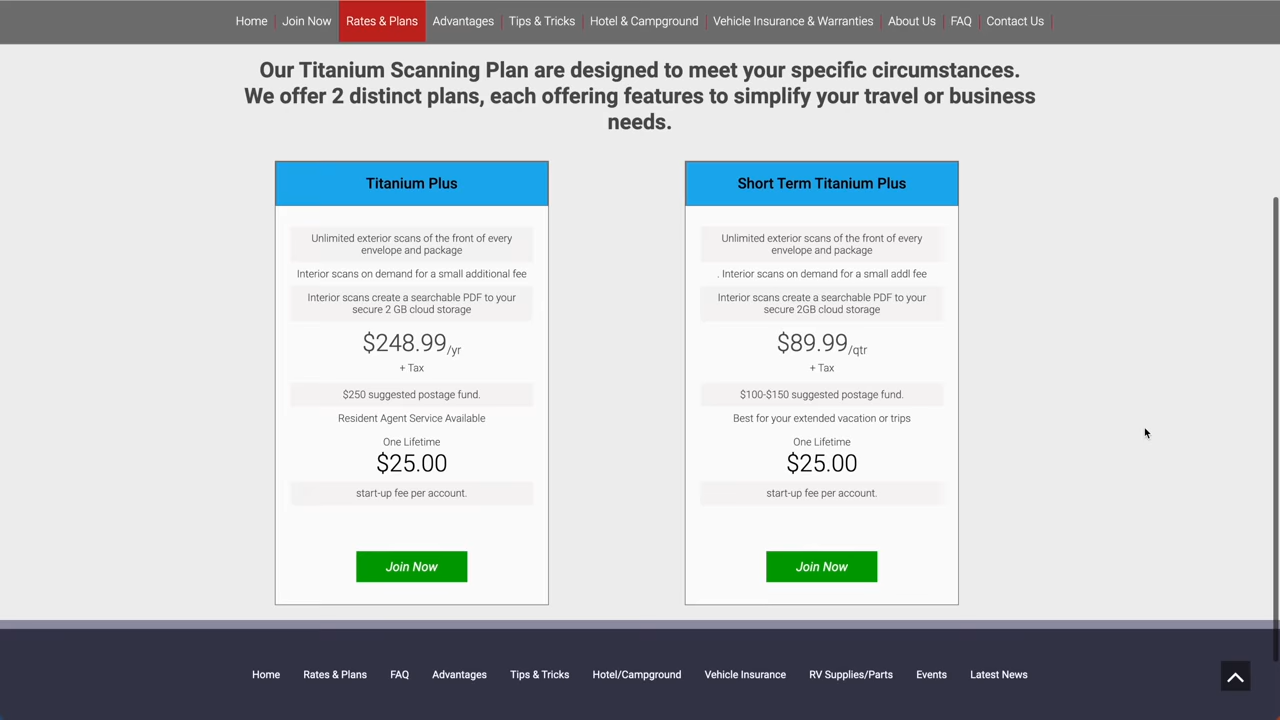 Home Join Now Rates & Plans Advantages Tips & Tricks Hotel & Campground Vehicle Insurance & Warranties About Us FAQ Contact Us
Our Titanium Scanning Plan are designed to meet your specific circumstances.
We offer 2 distinct plans, each offering features to simplify your travel or business
needs.
Titanium Plus
Unlimited exterior scans of the front of every
envelope and package
Interior scans on demand for a small additional fee
Interior scans create a searchable PDF to your
secure 2 GB cloud storage
$248.99/yr
+ Tax
$250 suggested postage fund.
Resident Agent Service Available
One Lifetime
$25.00
start-up fee per account.
Join Now
Short Term Titanium Plus
Unlimited exterior scans of the front of every
envelope and package
. Interior scans on demand for a small addl fee
Interior scans create a searchable PDF to your
secure 2GB cloud storage
$89.99/qtr
+ Tax
$100-$150 suggested postage fund.
Best for your extended vacation or trips
One Lifetime
$25.00
start-up fee per account.
Join Now
Home Rates & Plans FAQ Advantages Tips & Tricks Hotel/Campground Vehicle Insurance RV Supplies/Parts Events Latest News